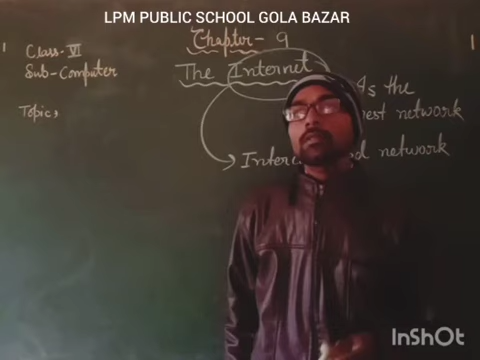 LPM PUBLIC SCHOOL GOLA BAZAR
Class-VI
Chapter - 9
Sub-Computer
The Internet
Is the
network
Topic,
network
InShOt